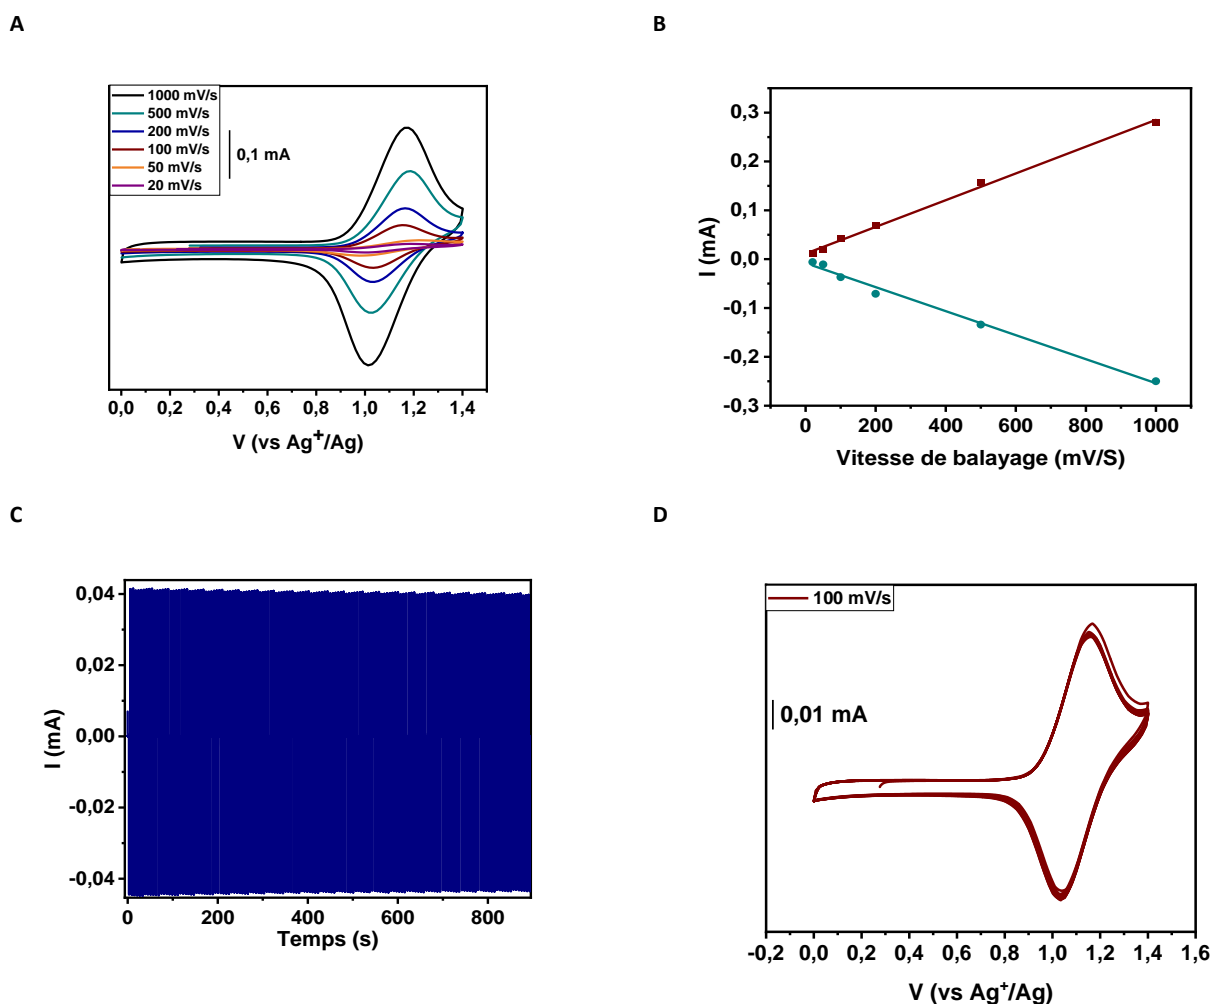 A
1000 mV/s
500 mV/s
200 mV/s
100 mV/s
50 mV/s
20 mV/s
0,1 mA
0,0 0,2 0,4 0,6 0,8 1,0 1,2 1,4
V (vs Ag⁺/Ag)
B
0,3
0,2
0,1
0,0
-0,1
-0,2
-0,3
I (mA)
0 200 400 600 800 1000
Vitesse de balayage (mV/S)
C
0,04
0,02
0,00
-0,02
-0,04
I (mA)
0 200 400 600 800
Temps (s)
D
100 mV/s
0,01 mA
-0,2 0,0 0,2 0,4 0,6 0,8 1,0 1,2 1,4 1,6
V (vs Ag⁺/Ag)